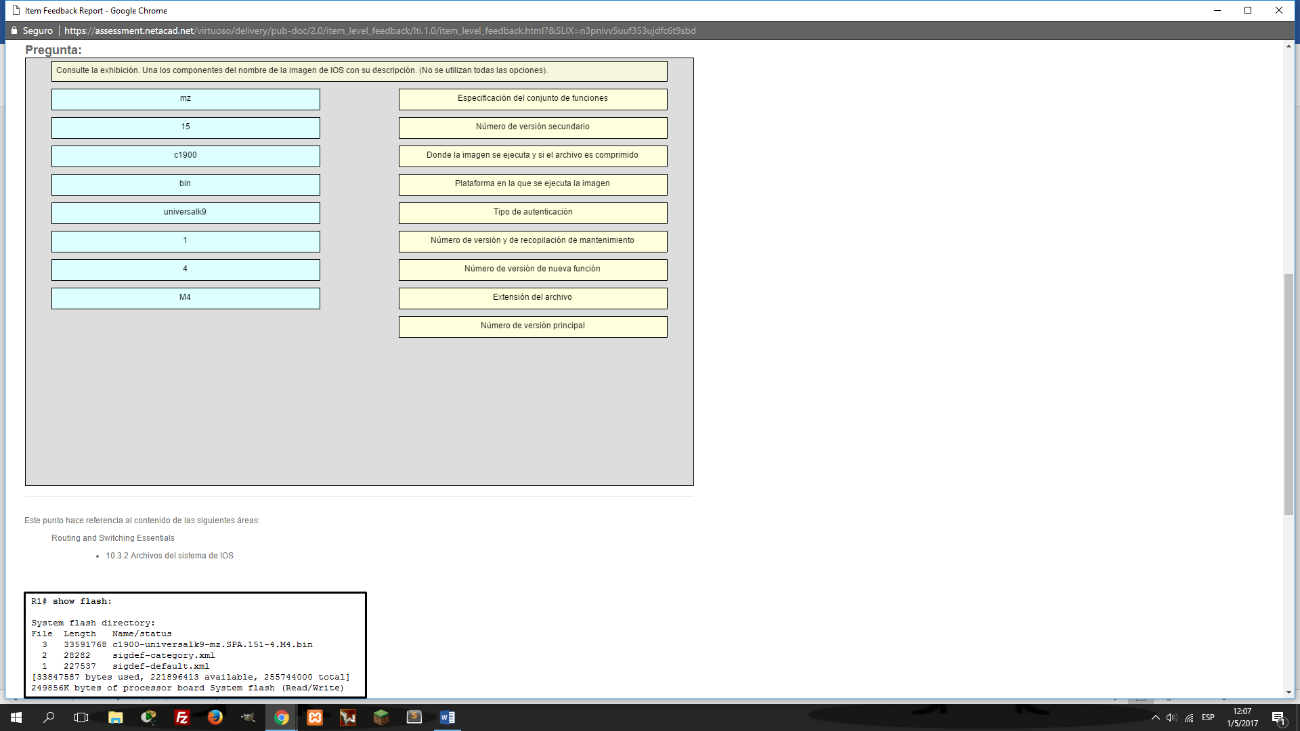 Item Feedback Report - Google Chrome
Seguro | https://assessment.netacad.net/virtuoso/delivery/pub-doc/2.0/item_level_feedback/lti.1.0/item_level_feedback.html?&SLIX=n3pnivv5uuf353ujdfc6t9sbd
Pregunta:
Consulte la exhibición. Una los componentes del nombre de la imagen de IOS con su descripción. (No se utilizan todas las opciones).
mz
Especificación del conjunto de funciones
15
Número de versión secundario
c1900
Donde la imagen se ejecuta y si el archivo es comprimido
bin
Plataforma en la que se ejecuta la imagen
universalk9
Tipo de autenticación
1
Número de versión y de recopilación de mantenimiento
4
Número de versión de nueva función
M4
Extensión del archivo
Número de versión principal
Este punto hace referencia al contenido de las siguientes áreas:
Routing and Switching Essentials
• 10.3.2 Archivos del sistema de IOS
R1# show flash:
System flash directory:
File Length Name/status
3 33591768 c1900-universalk9-mz.SPA.151-4.M4.bin
2 28282 sigdef-category.xml
1 227537 sigdef-default.xml
[33847587 bytes used, 221896413 available, 255744000 total]
249856K bytes of processor board System flash (Read/Write)
ESP
12:07
1/5/2017
1